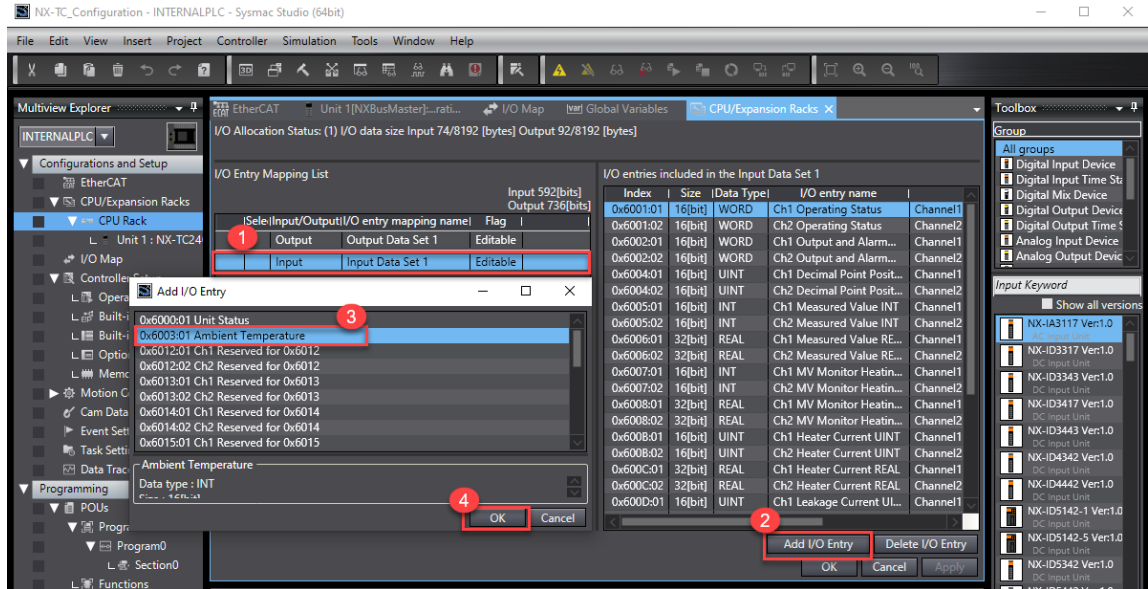 NX-TC_Configuration - INTERNALPLC - Sysmac Studio (64bit)
File Edit View Insert Project Controller Simulation Tools Window Help
Multiview Explorer
INTERNALPLC
Configurations and Setup
EtherCAT
CPU/Expansion Racks
CPU Rack
Unit 1 : NX-TC24
I/O Map
Controller Setup
Opera
Built-i
Built-i
Option
Memo
Motion C
Cam Data
Event Sett
Task Setti
Data Trac
Programming
POUs
Progra
Program0
Section0
Functions
EtherCAT Unit 1[NXBusMaster]:...rati... I/O Map Global Variables CPU/Expansion Racks
I/O Allocation Status: (1) I/O data size Input 74/8192 [bytes] Output 92/8192 [bytes]
I/O Entry Mapping List
Input 592[bits]
Output 736[bits]
Sele Input/Output I/O entry mapping name Flag
1
Output Output Data Set 1 Editable
Input Input Data Set 1 Editable
Add I/O Entry
3
0x6000:01 Unit Status
0x6003:01 Ambient Temperature
0x6012:01 Ch1 Reserved for 0x6012
0x6012:02 Ch2 Reserved for 0x6012
0x6013:01 Ch1 Reserved for 0x6013
0x6013:02 Ch2 Reserved for 0x6013
0x6014:01 Ch1 Reserved for 0x6014
0x6014:02 Ch2 Reserved for 0x6014
0x6015:01 Ch1 Reserved for 0x6015
Ambient Temperature
Data type : INT
4
OK Cancel
I/O entries included in the Input Data Set 1
Index Size Data Type I/O entry name
0x6001:01 16[bit] WORD Ch1 Operating Status Channel1
0x6001:02 16[bit] WORD Ch2 Operating Status Channel2
0x6002:01 16[bit] WORD Ch1 Output and Alarm... Channel1
0x6002:02 16[bit] WORD Ch2 Output and Alarm... Channel2
0x6004:01 16[bit] UINT Ch1 Decimal Point Posit... Channel1
0x6004:02 16[bit] UINT Ch2 Decimal Point Posit... Channel2
0x6005:01 16[bit] INT Ch1 Measured Value INT Channel1
0x6005:02 16[bit] INT Ch2 Measured Value INT Channel2
0x6006:01 32[bit] REAL Ch1 Measured Value RE... Channel1
0x6006:02 32[bit] REAL Ch2 Measured Value RE... Channel2
0x6007:01 16[bit] INT Ch1 MV Monitor Heatin... Channel1
0x6007:02 16[bit] INT Ch2 MV Monitor Heatin... Channel2
0x6008:01 32[bit] REAL Ch1 MV Monitor Heatin... Channel1
0x6008:02 32[bit] REAL Ch2 MV Monitor Heatin... Channel2
0x600B:01 16[bit] UINT Ch1 Heater Current UINT Channel1
0x600B:02 16[bit] UINT Ch2 Heater Current UINT Channel2
0x600C:01 32[bit] REAL Ch1 Heater Current REAL Channel1
0x600C:02 32[bit] REAL Ch2 Heater Current REAL Channel2
0x600D:01 16[bit] UINT Ch1 Leakage Current UI... Channel1
2
Add I/O Entry Delete I/O Entry
OK Cancel Apply
Toolbox
Group
All groups
Digital Input Device
Digital Input Time Sta
Digital Mix Device
Digital Output Device
Digital Output Time S
Analog Input Device
Analog Output Devic
Input Keyword
Show all versions
NX-IA3117 Ver:1.0
AC Input Unit
NX-ID3317 Ver:1.0
DC Input Unit
NX-ID3343 Ver:1.0
DC Input Unit
NX-ID3417 Ver:1.0
DC Input Unit
NX-ID3443 Ver:1.0
DC Input Unit
NX-ID4342 Ver:1.0
DC Input Unit
NX-ID4442 Ver:1.0
DC Input Unit
NX-ID5142-1 Ver:1.0
DC Input Unit
NX-ID5142-5 Ver:1.0
DC Input Unit
NX-ID5342 Ver:1.0
DC Input Unit